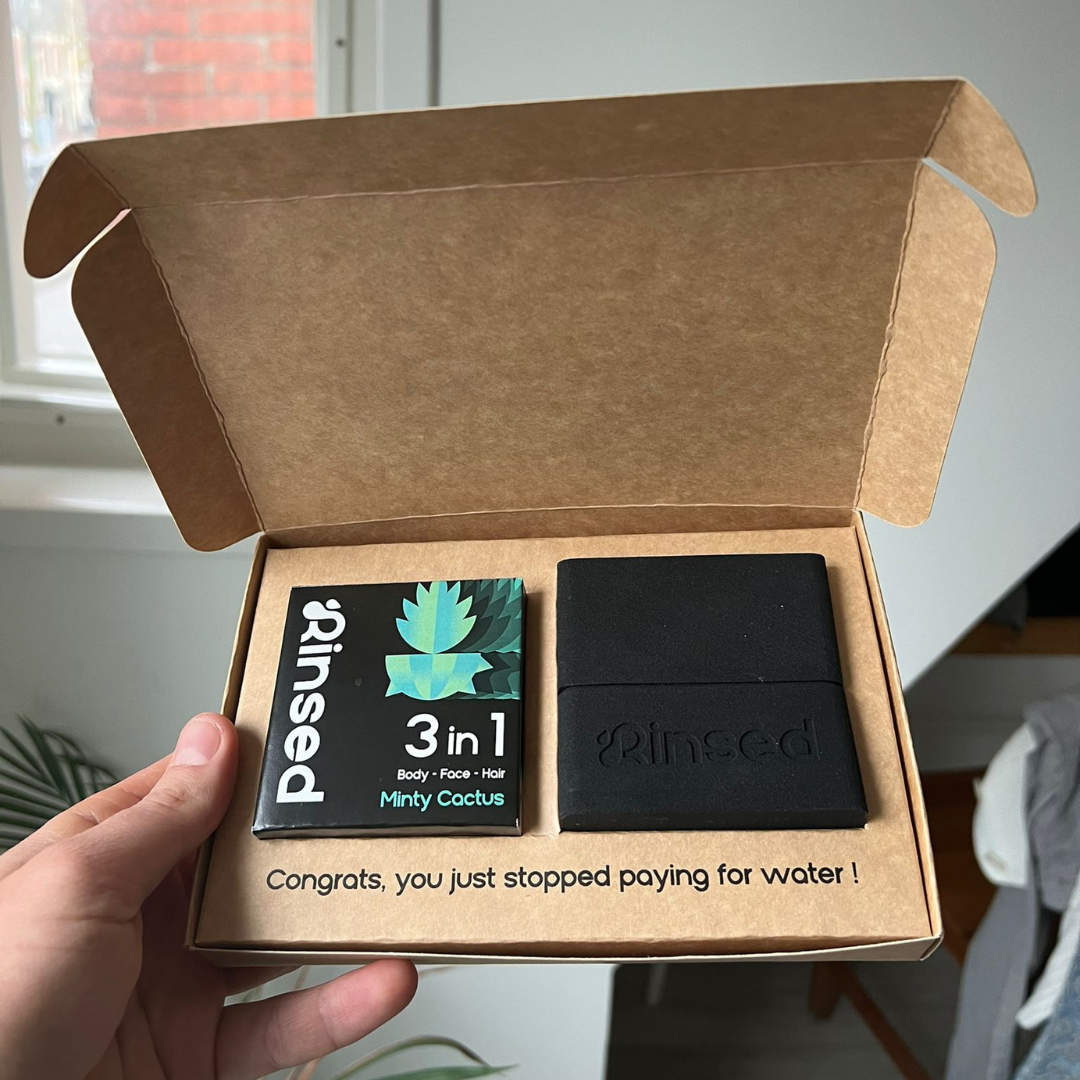 Rinsed
3 in 1
Body - Face - Hair
Minty Cactus
Rinsed
Congrats, you just stopped paying for water !